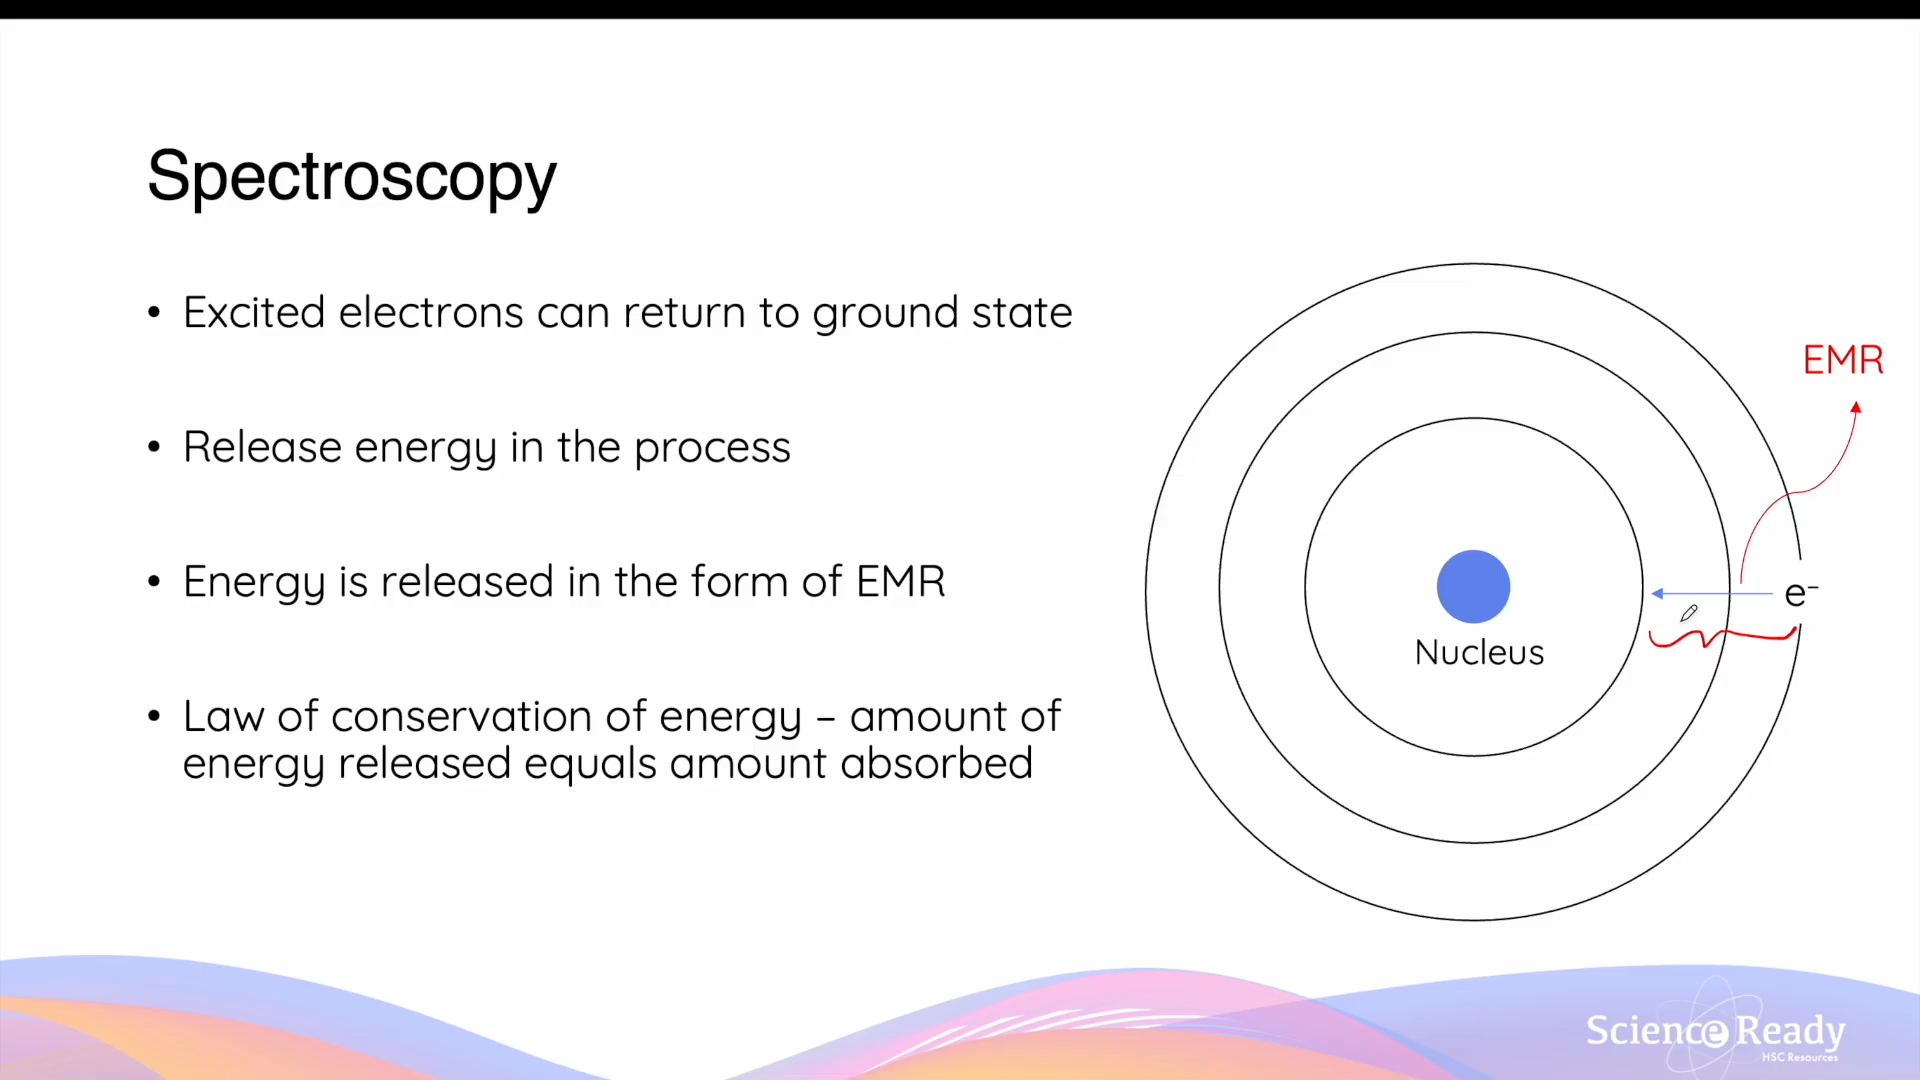 Spectroscopy
• Excited electrons can return to ground state
• Release energy in the process
• Energy is released in the form of EMR
• Law of conservation of energy – amount of
energy released equals amount absorbed
EMR
e⁻
Nucleus
Science Ready
HSC Resources